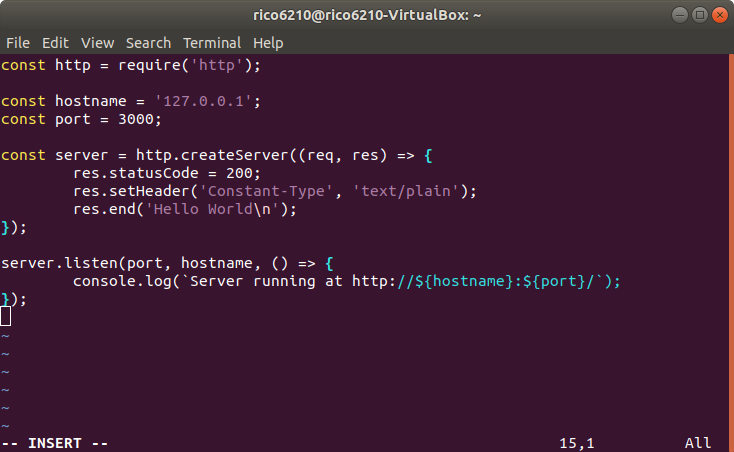 rico6210@rico6210-VirtualBox: ~
File Edit View Search Terminal Help
const http = require('http');
const hostname = '127.0.0.1';
const port = 3000;
const server = http.createServer((req, res) => {
        res.statusCode = 200;
        res.setHeader('Constant-Type', 'text/plain');
        res.end('Hello World\n');
});
server.listen(port, hostname, () => {
        console.log(`Server running at http://${hostname}:${port}/`);
});
~
~
~
~
~
~
-- INSERT -- 15,1 All